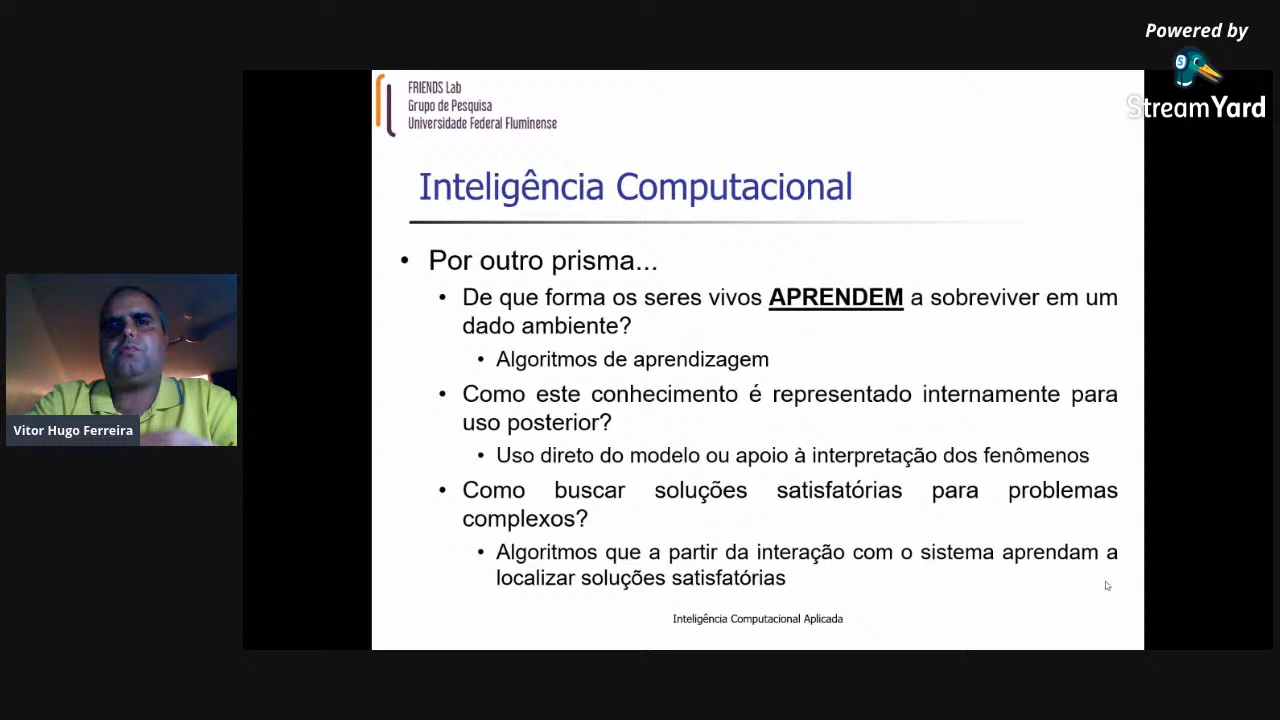 Powered by
StreamYard
FRIENDS Lab
Grupo de Pesquisa
Universidade Federal Fluminense
Inteligência Computacional
• Por outro prisma...
• De que forma os seres vivos APRENDEM a sobreviver em um
dado ambiente?
• Algoritmos de aprendizagem
• Como este conhecimento é representado internamente para
uso posterior?
• Uso direto do modelo ou apoio à interpretação dos fenômenos
• Como buscar soluções satisfatórias para problemas
complexos?
• Algoritmos que a partir da interação com o sistema aprendam a
localizar soluções satisfatórias
Inteligência Computacional Aplicada
Vitor Hugo Ferreira